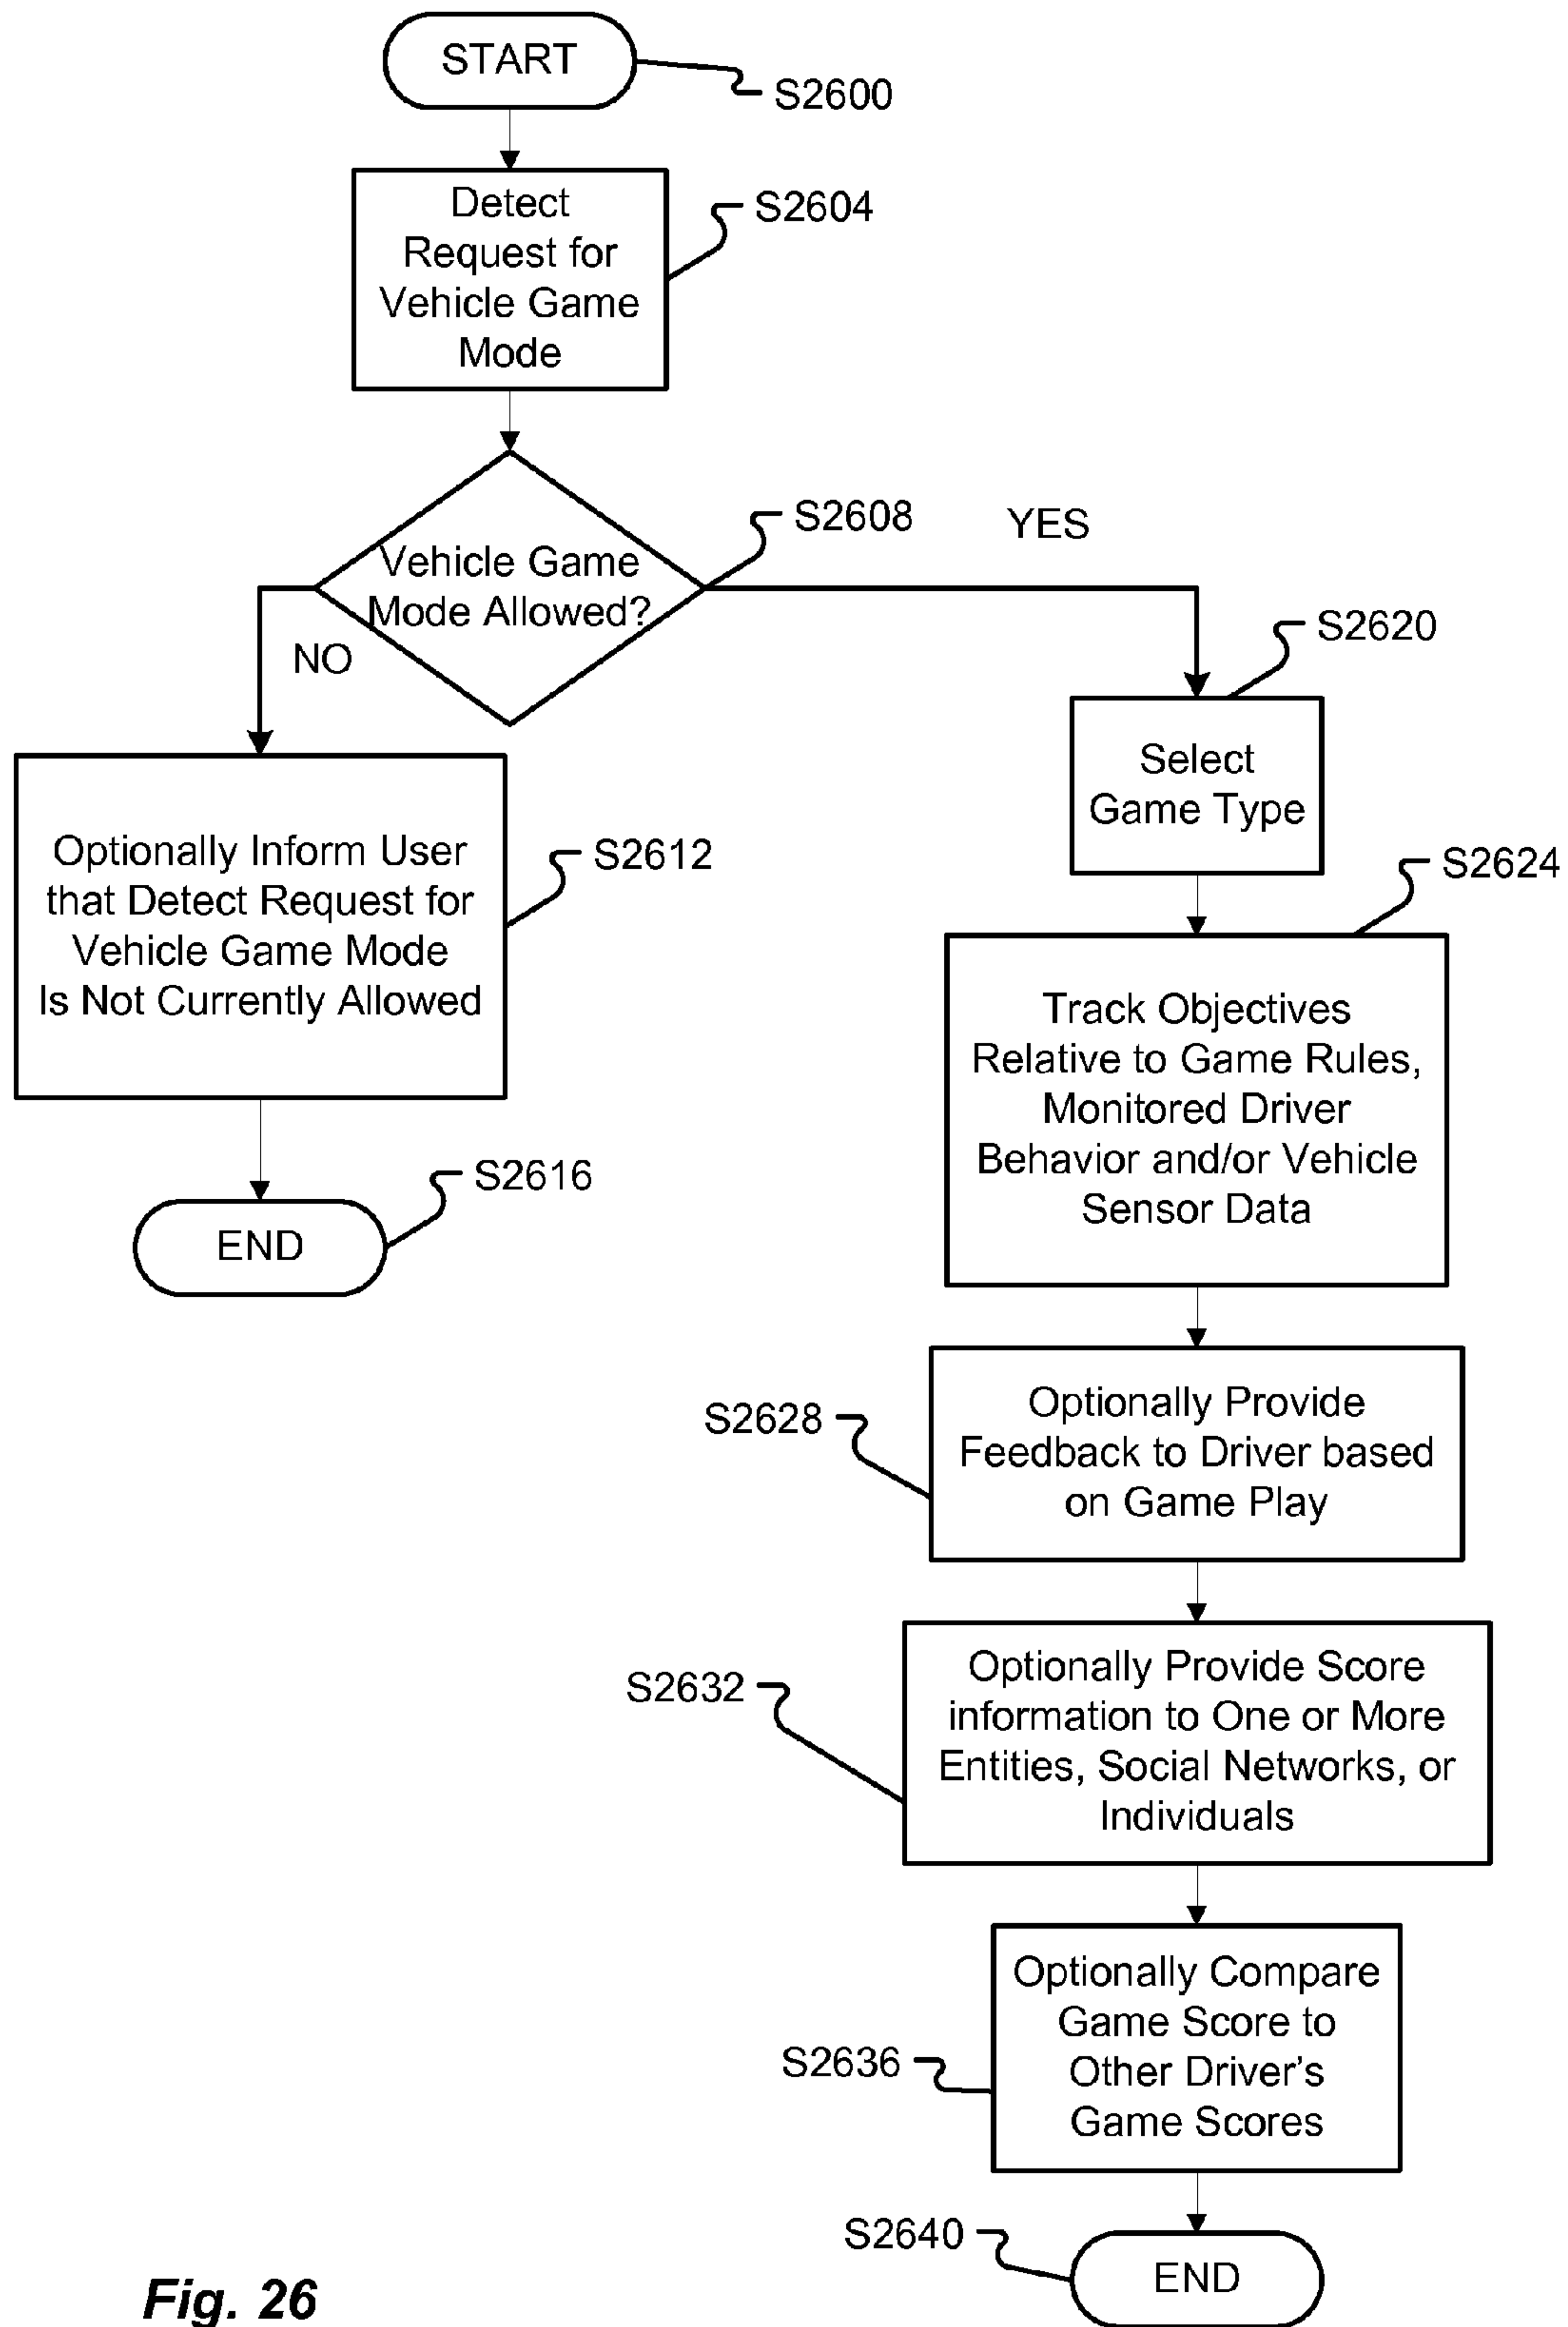 START
S2600
Detect
Request for
Vehicle Game
Mode
S2604
Vehicle Game
Mode Allowed?
S2608
YES
NO
Optionally Inform User
that Detect Request for
Vehicle Game Mode
Is Not Currently Allowed
S2612
END
S2616
S2620
Select
Game Type
S2624
Track Objectives
Relative to Game Rules,
Monitored Driver
Behavior and/or Vehicle
Sensor Data
S2628
Optionally Provide
Feedback to Driver based
on Game Play
S2632
Optionally Provide Score
information to One or More
Entities, Social Networks, or
Individuals
S2636
Optionally Compare
Game Score to
Other Driver's
Game Scores
S2640
END
Fig. 26